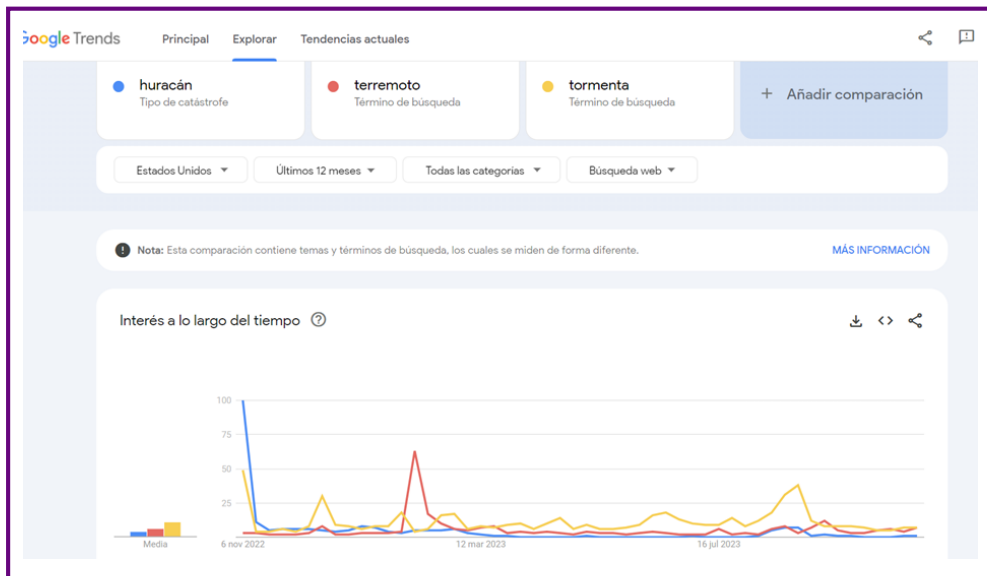 Google Trends Principal Explorar Tendencias actuales
huracán terremoto tormenta
Tipo de catástrofe Término de búsqueda Término de búsqueda
+ Añadir comparación
Estados Unidos Últimos 12 meses Todas las categorías Búsqueda web
Nota: Esta comparación contiene temas y términos de búsqueda, los cuales se miden de forma diferente. MÁS INFORMACIÓN
Interés a lo largo del tiempo
100
75
50
25
Media 6 nov 2022 12 mar 2023 16 jul 2023